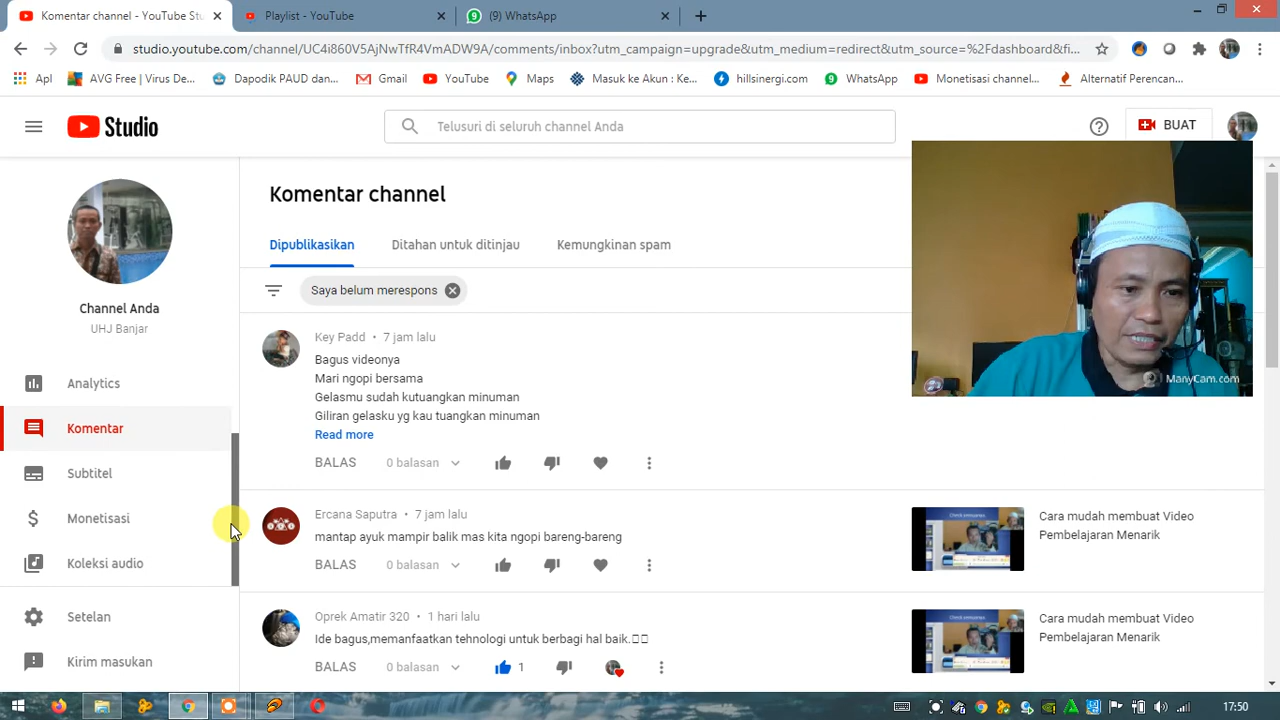 Komentar channel - YouTube Stu
Playlist - YouTube
(9) WhatsApp
studio.youtube.com/channel/UC4i860V5AjNwTfR4VmADW9A/comments/inbox?utm_campaign=upgrade&utm_medium=redirect&utm_source=%2Fdashboard&fi...
Apl
AVG Free | Virus De...
Dapodik PAUD dan...
Gmail
YouTube
Maps
Masuk ke Akun : Ke...
hillsinergi.com
WhatsApp
Monetisasi channel...
Alternatif Perencan...
Studio
Telusuri di seluruh channel Anda
BUAT
Channel Anda
UHJ Banjar
Analytics
Komentar
Subtitel
Monetisasi
Koleksi audio
Setelan
Kirim masukan
Komentar channel
Dipublikasikan
Ditahan untuk ditinjau
Kemungkinan spam
Saya belum merespons
Key Padd • 7 jam lalu
Bagus videonya
Mari ngopi bersama
Gelasmu sudah kutuangkan minuman
Giliran gelasku yg kau tuangkan minuman
Read more
BALAS 0 balasan
Ercana Saputra • 7 jam lalu
mantap ayuk mampir balik mas kita ngopi bareng-bareng
BALAS 0 balasan
Cara mudah membuat Video
Pembelajaran Menarik
Oprek Amatir 320 • 1 hari lalu
Ide bagus,memanfaatkan tehnologi untuk berbagi hal baik.
BALAS 0 balasan 1
Cara mudah membuat Video
Pembelajaran Menarik
ManyCam.com
17:50